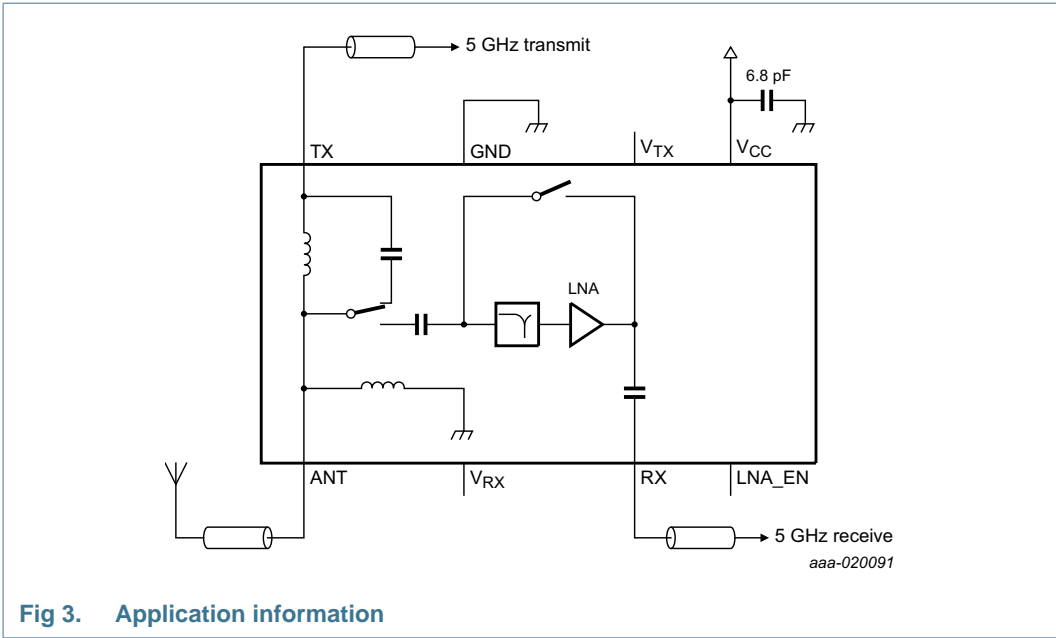 5 GHz transmit
6.8 pF
TX
GND
VTX
VCC
LNA
ANT
VRX
RX
LNA_EN
5 GHz receive
aaa-020091
Fig 3. Application information